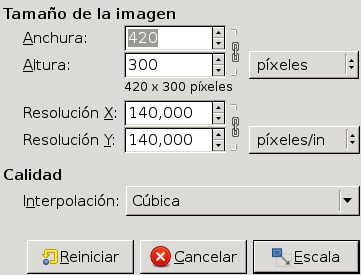 Tamaño de la imagen
Anchura: 420
Altura: 300 píxeles
420 x 300 píxeles
Resolución X: 140,000
Resolución Y: 140,000 píxeles/in
Calidad
Interpolación: Cúbica
Reiniciar Cancelar Escala